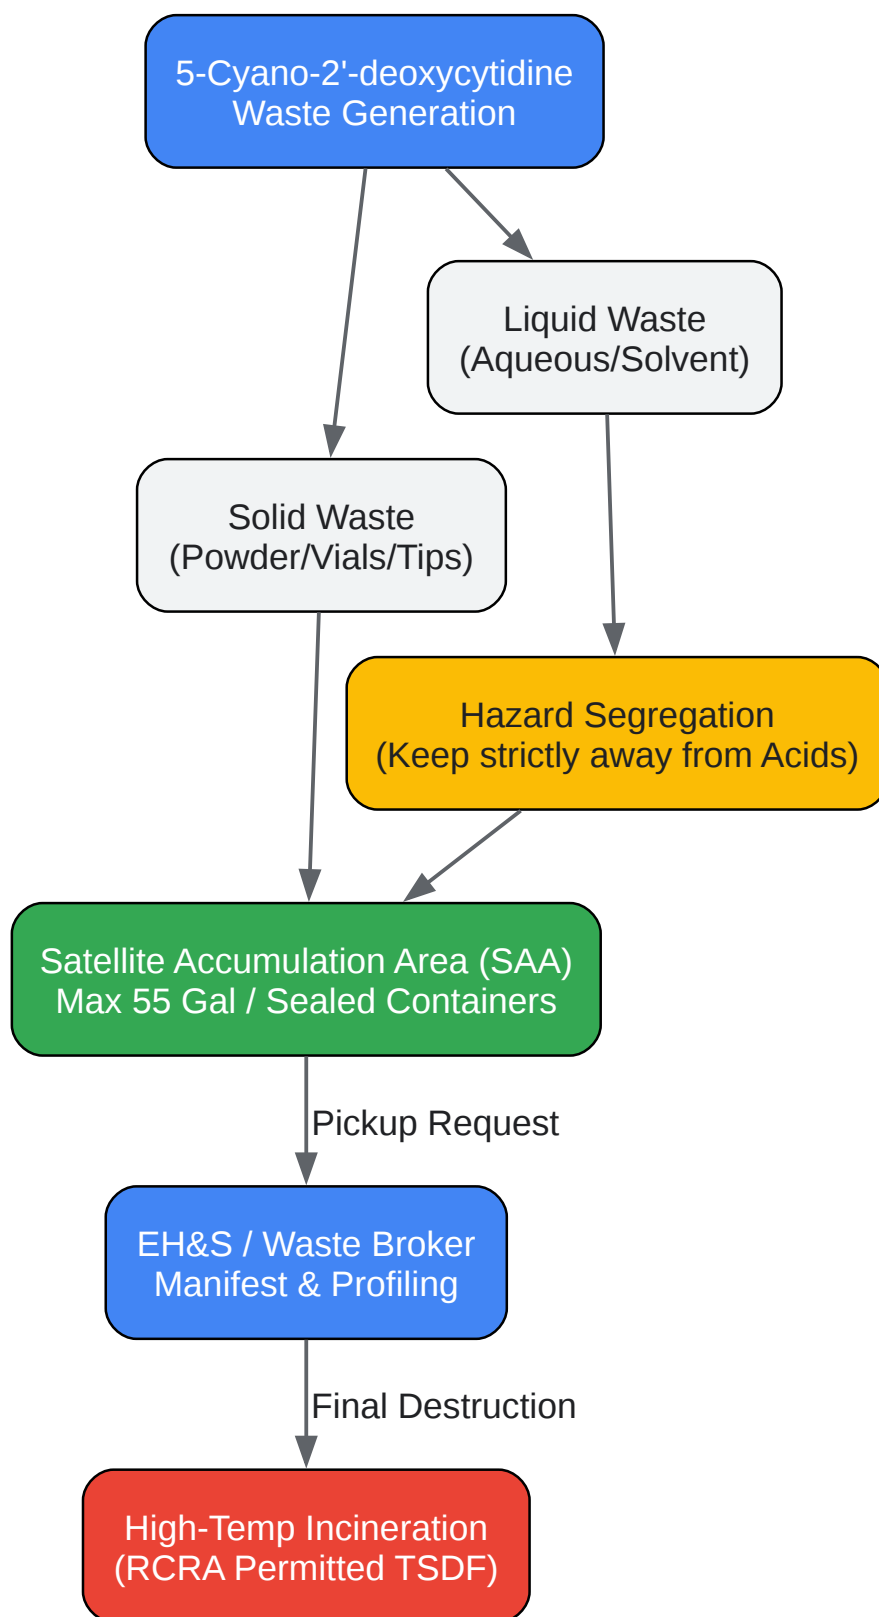 5-Cyano-2'-deoxycytidine
Waste Generation
Liquid Waste
(Aqueous/Solvent)
Solid Waste
(Powder/Vials/Tips)
Hazard Segregation
(Keep strictly away from Acids)
Satellite Accumulation Area (SAA)
Max 55 Gal / Sealed Containers
Pickup Request
EH&S / Waste Broker
Manifest & Profiling
Final Destruction
High-Temp Incineration
(RCRA Permitted TSDF)